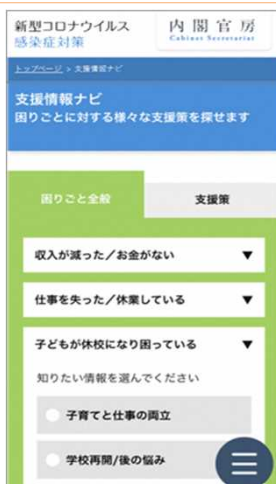 新型コロナウイルス
感染症対策
内閣官房
Cabinet Secretariat
トップページ > 支援情報ナビ
支援情報ナビ
困りごとに対する様々な支援策を探せます
困りごと全般
支援策
収入が減った／お金がない ▼
仕事を失った／休業している ▼
子どもが休校になり困っている ▼
知りたい情報を選んでください
子育てと仕事の両立
学校再開/後の悩み